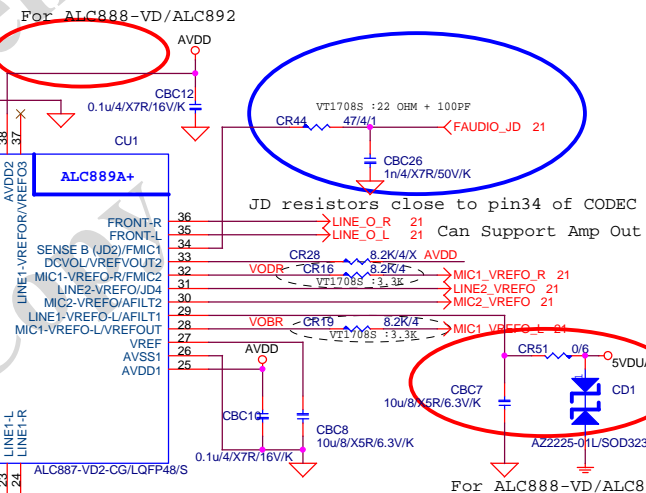 For ALC888-VD/ALC892
AVDD
CBC12
0.1u/4/X7R/16V/K
VT1708S :22 OHM + 100PF
CR44 47/4/1
FAUDIO_JD 21
CBC26
1n/4/X7R/50V/K
38
37
CU1
ALC889A+
AVDD2
LINE1-VREFOR/VREFO3
JD resistors close to pin34 of CODEC
Can Support Amp Out
FRONT-R 36 LINE_O_R 21
FRONT-L 35 LINE_O_L 21
SENSE B (JD2)/FMIC1 34
DCVOL/VREFVOUT2 33 CR28 8.2K/4/X AVDD
MIC1-VREFO-R/FMIC2 32 VODR CR16 8.2K/4 MIC1_VREFO_R 21
VT1708S :3.3K
LINE2-VREFO/JD4 31 LINE2_VREFO 21
MIC2-VREFO/AFILT2 30 MIC2_VREFO 21
LINE1-VREFO-L/AFILT1 29
MIC1-VREFO-L/VREFOUT 28 VOBR CR19 8.2K/4 MIC1_VREFO_L 21
VT1708S :3.3K
VREF 27
AVSS1 26
AVDD1 25
AVDD
CR51 0/6
5VDU
CD1
CBC7
10u/8/X5R/6.3V/K
AZ2225-01L/SOD323
CBC10
0.1u/4/X7R/16V/K
CBC8
10u/8/X5R/6.3V/K
LINE1-L
LINE1-R
23
24
ALC887-VD2-CG/LQFP48/S
For ALC888-VD/ALC8